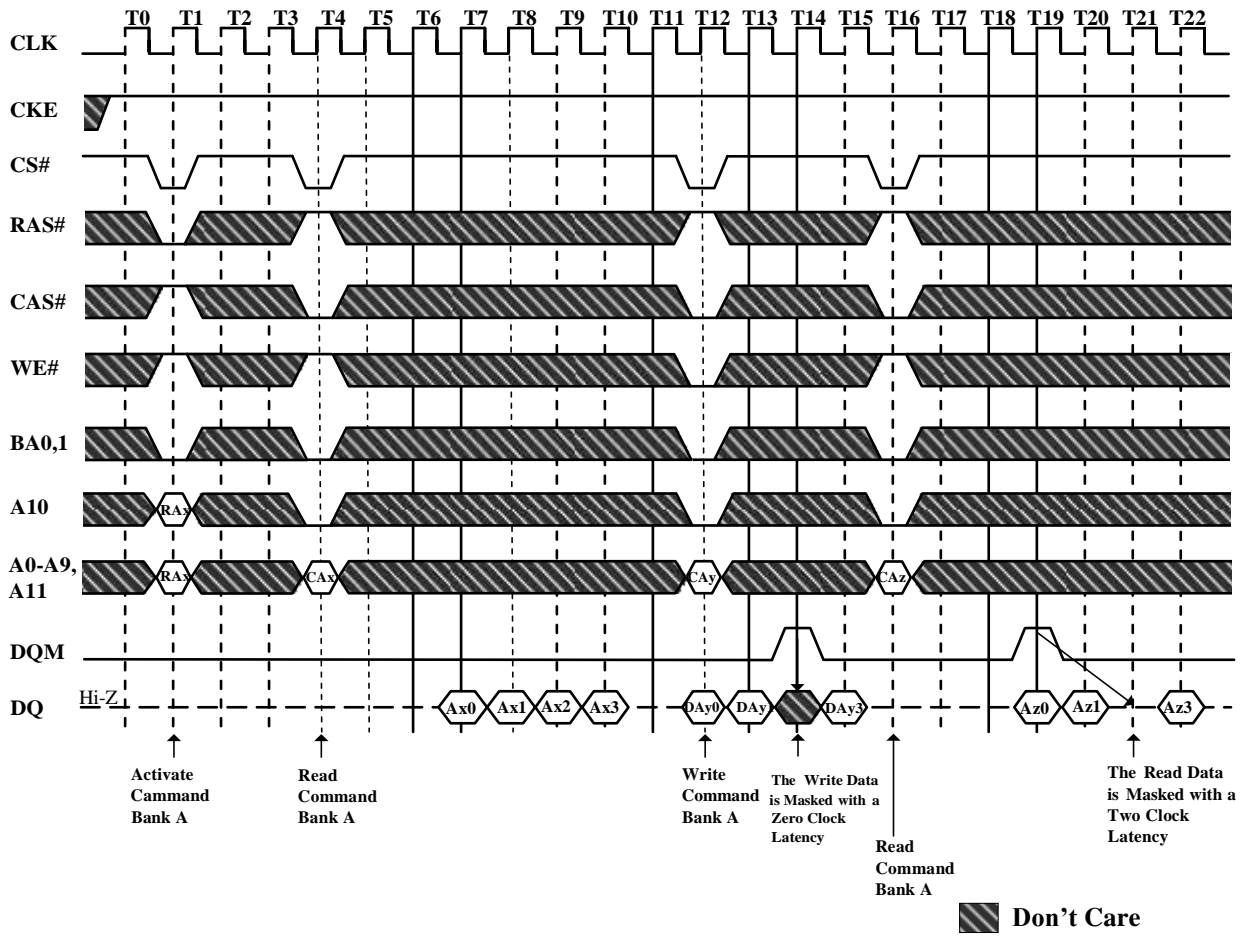 T0 T1 T2 T3 T4 T5 T6 T7 T8 T9 T10 T11 T12 T13 T14 T15 T16 T17 T18 T19 T20 T21 T22
CLK
CKE
CS#
RAS#
CAS#
WE#
BA0,1
A10
RAx
A0-A9,
A11
RAx CAx CAy CAz
DQM
DQ
Hi-Z
Ax0 Ax1 Ax2 Ax3 DAy0 DAy DAy3 Az0 Az1 Az3
Activate
Cammand
Bank A
Read
Command
Bank A
Write
Command
Bank A
The Write Data
is Masked with a
Zero Clock
Latency
Read
Command
Bank A
The Read Data
is Masked with a
Two Clock
Latency
Don't Care